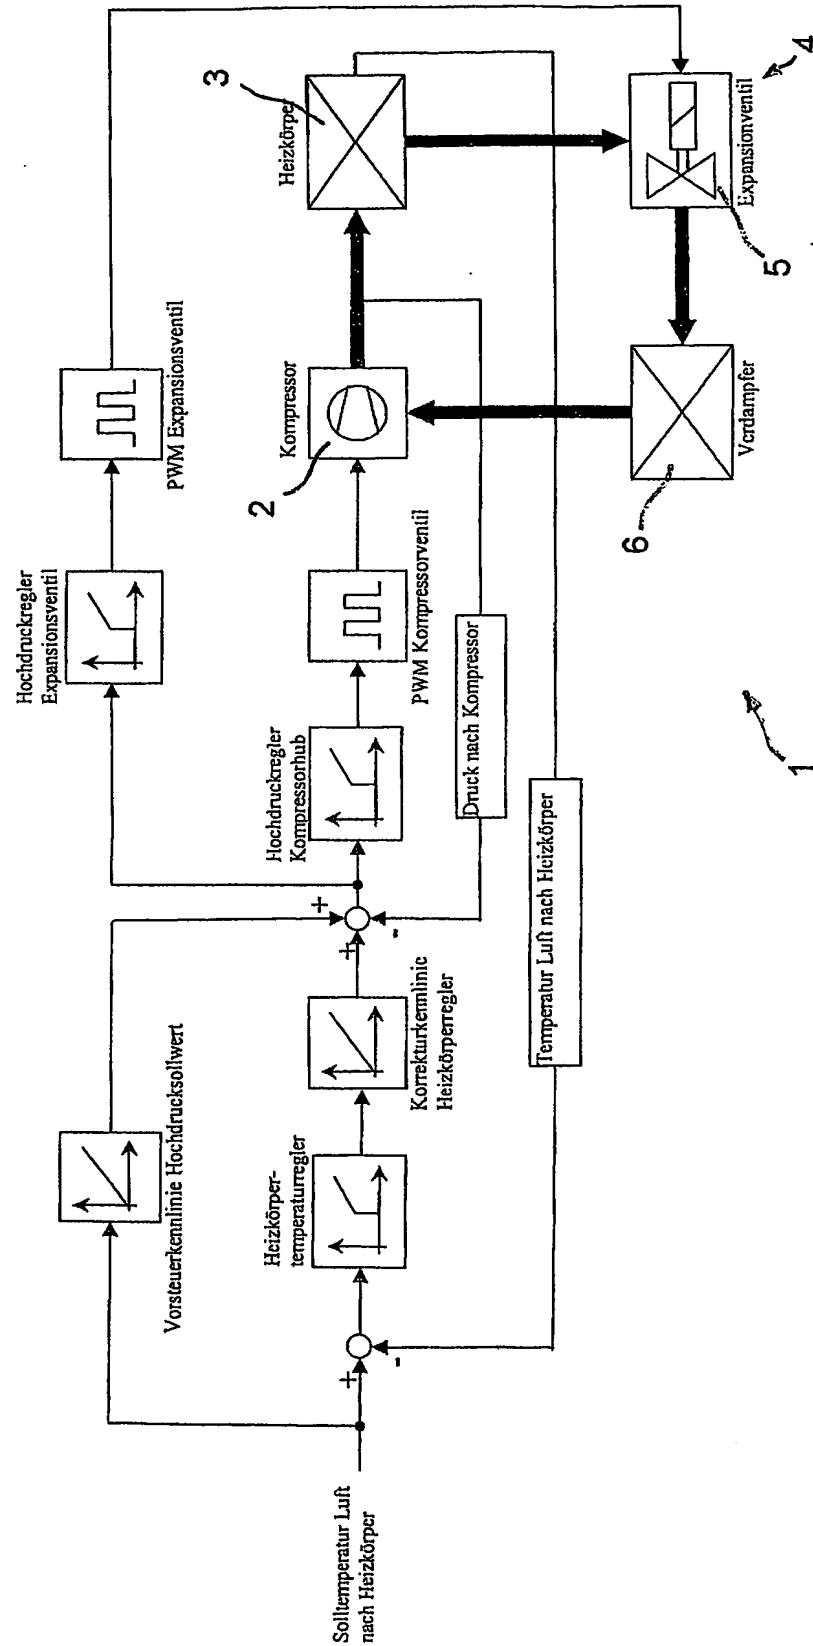 Solltemperatur Luft
nach Heizkörper
+
-
Vorsteuerkennlinie Hochdrucksollwert
Heizkörper-
temperaturregler
Korrekturkennlinie
Heizkörperregler
+
+
-
Hochdruckregler
Expansionsventil
PWM Expansionsventil
Hochdruckregler
Kompressorhub
PWM Kompressorventil
Kompressor
2
Heizkörper
3
Druck nach Kompressor
Temperatur Luft nach Heizkörper
Verdampfer
6
Expansionventil
5
4
1